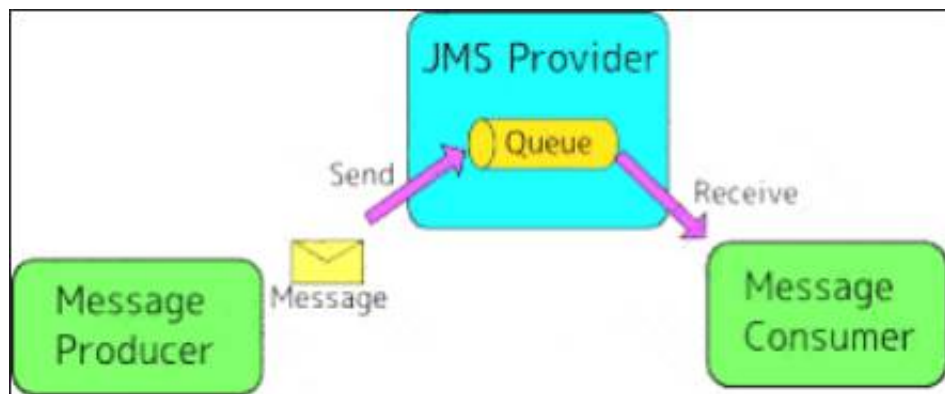 JMS Provider
Queue
Send
Receive
Message
Message
Producer
Message
Consumer